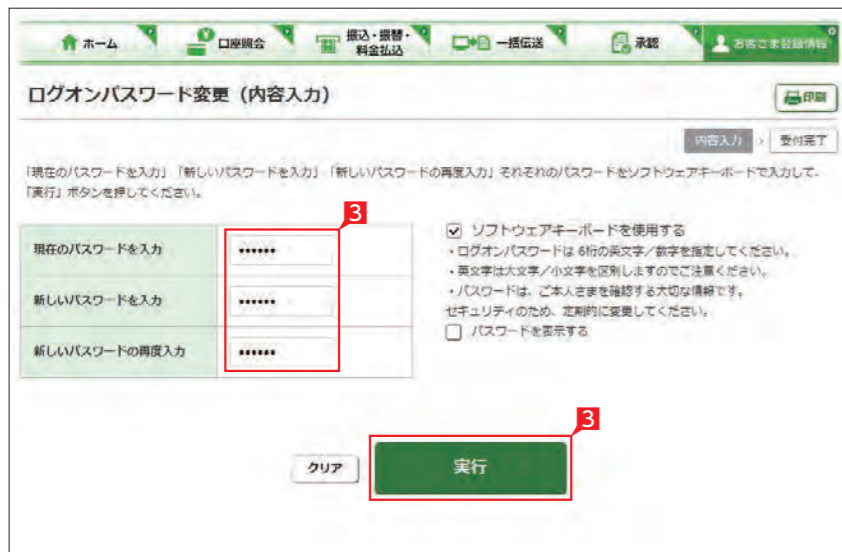 ホーム
口座照会
振込・振替・
料金払込
一括伝送
承認
お客さま登録情報
ログオンパスワード変更（内容入力）
印刷
内容入力 › 受付完了
「現在のパスワードを入力」「新しいパスワードを入力」「新しいパスワードの再度入力」それぞれのパスワードをソフトウェアキーボードで入力して、
「実行」ボタンを押してください。
3
現在のパスワードを入力 ••••••
新しいパスワードを入力 ••••••
新しいパスワードの再度入力 ••••••
ソフトウェアキーボードを使用する
・ログオンパスワードは 6桁の英文字／数字を指定してください。
・英文字は大文字／小文字を区別しますのでご注意ください。
・パスワードは、ご本人さまを確認する大切な情報です。
セキュリティのため、定期的に変更してください。
パスワードを表示する
3
クリア
実行